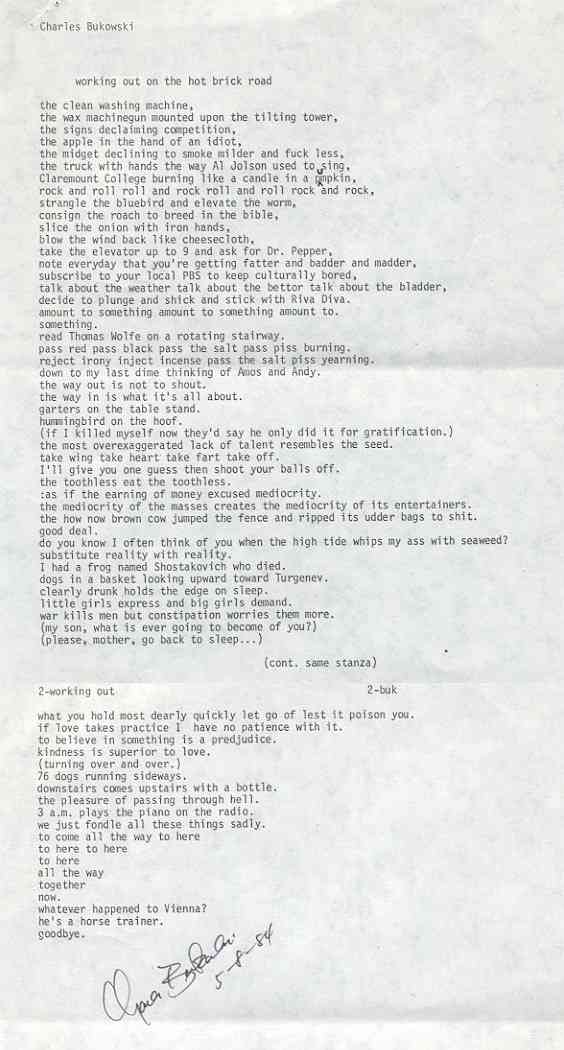 Charles Bukowski
working out on the hot brick road
the clean washing machine,
the wax machinegun mounted upon the tilting tower,
the signs declaiming competition,
the apple in the hand of an idiot,
the midget declining to smoke milder and fuck less,
the truck with hands the way Al Jolson used to sing,
Claremount College burning like a candle in a pmpkin,
rock and roll roll and rock roll and roll rock and rock,
strangle the bluebird and elevate the worm,
consign the roach to breed in the bible,
slice the onion with iron hands,
blow the wind back like cheesecloth,
take the elevator up to 9 and ask for Dr. Pepper,
note everyday that you're getting fatter and badder and madder,
subscribe to your local PBS to keep culturally bored,
talk about the weather talk about the bettor talk about the bladder,
decide to plunge and shick and stick with Riva Diva.
amount to something amount to something amount to.
something.
read Thomas Wolfe on a rotating stairway.
pass red pass black pass the salt pass piss burning.
reject irony inject incense pass the salt piss yearning.
down to my last dime thinking of Amos and Andy.
the way out is not to shout.
the way in is what it's all about.
garters on the table stand.
hummingbird on the hoof.
(if I killed myself now they'd say he only did it for gratification.)
the most overexaggerated lack of talent resembles the seed.
take wing take heart take fart take off.
I'll give you one guess then shoot your balls off.
the toothless eat the toothless.
:as if the earning of money excused mediocrity.
the mediocrity of the masses creates the mediocrity of its entertainers.
the how now brown cow jumped the fence and ripped its udder bags to shit.
good deal.
do you know I often think of you when the high tide whips my ass with seaweed?
substitute reality with reality.
I had a frog named Shostakovich who died.
dogs in a basket looking upward toward Turgenev.
clearly drunk holds the edge on sleep.
little girls express and big girls demand.
war kills men but constipation worries them more.
(my son, what is ever going to become of you?)
(please, mother, go back to sleep...)
(cont. same stanza)
2-working out 2-buk
what you hold most dearly quickly let go of lest it poison you.
if love takes practice I have no patience with it.
to believe in something is a predjudice.
kindness is superior to love.
(turning over and over.)
76 dogs running sideways.
downstairs comes upstairs with a bottle.
the pleasure of passing through hell.
3 a.m. plays the piano on the radio.
we just fondle all these things sadly.
to come all the way to here
to here to here
to here
all the way
together
now.
whatever happened to Vienna?
he's a horse trainer.
goodbye.
Charles Bukowski
5-8-84